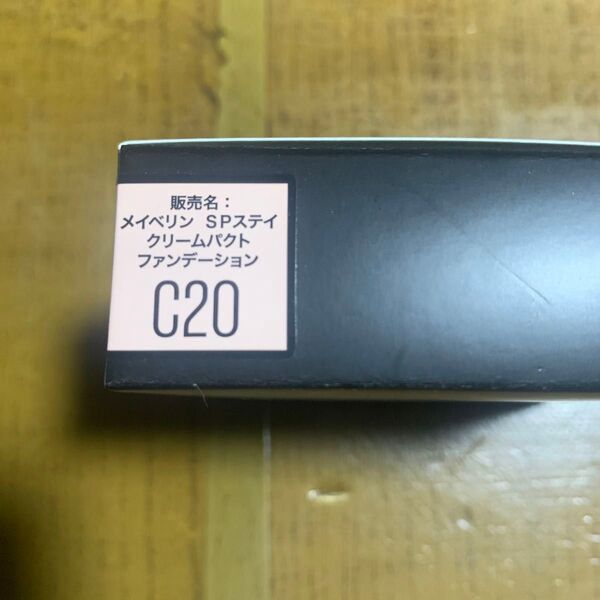 販売名：
メイベリン SPステイ
クリームパクト
ファンデーション
C20